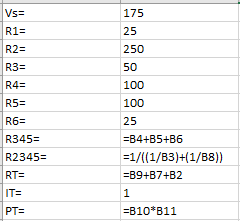 Vs= 175
R1= 25
R2= 250
R3= 50
R4= 100
R5= 100
R6= 25
R345= =B4+B5+B6
R2345= =1/((1/B3)+(1/B8))
RT= =B9+B7+B2
IT= 1
PT= =B10*B11